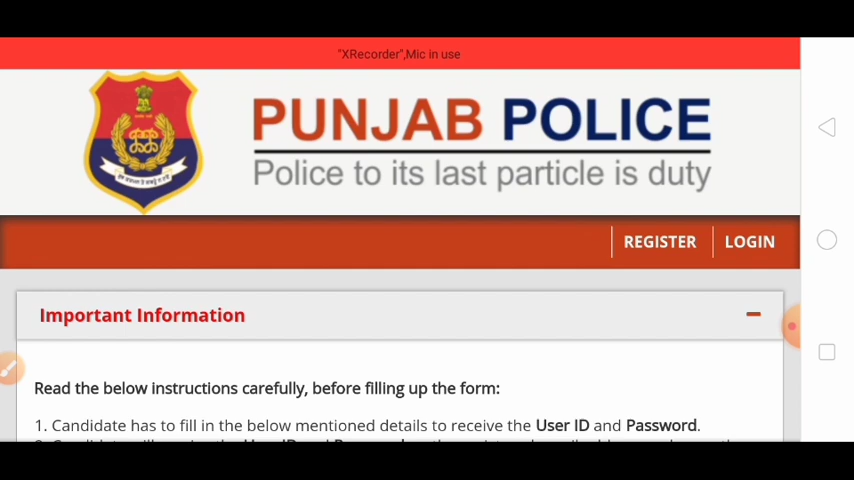 "XRecorder",Mic in use
PUNJAB POLICE
Police to its last particle is duty
REGISTER
LOGIN
Important Information
Read the below instructions carefully, before filling up the form:
1. Candidate has to fill in the below mentioned details to receive the User ID and Password.